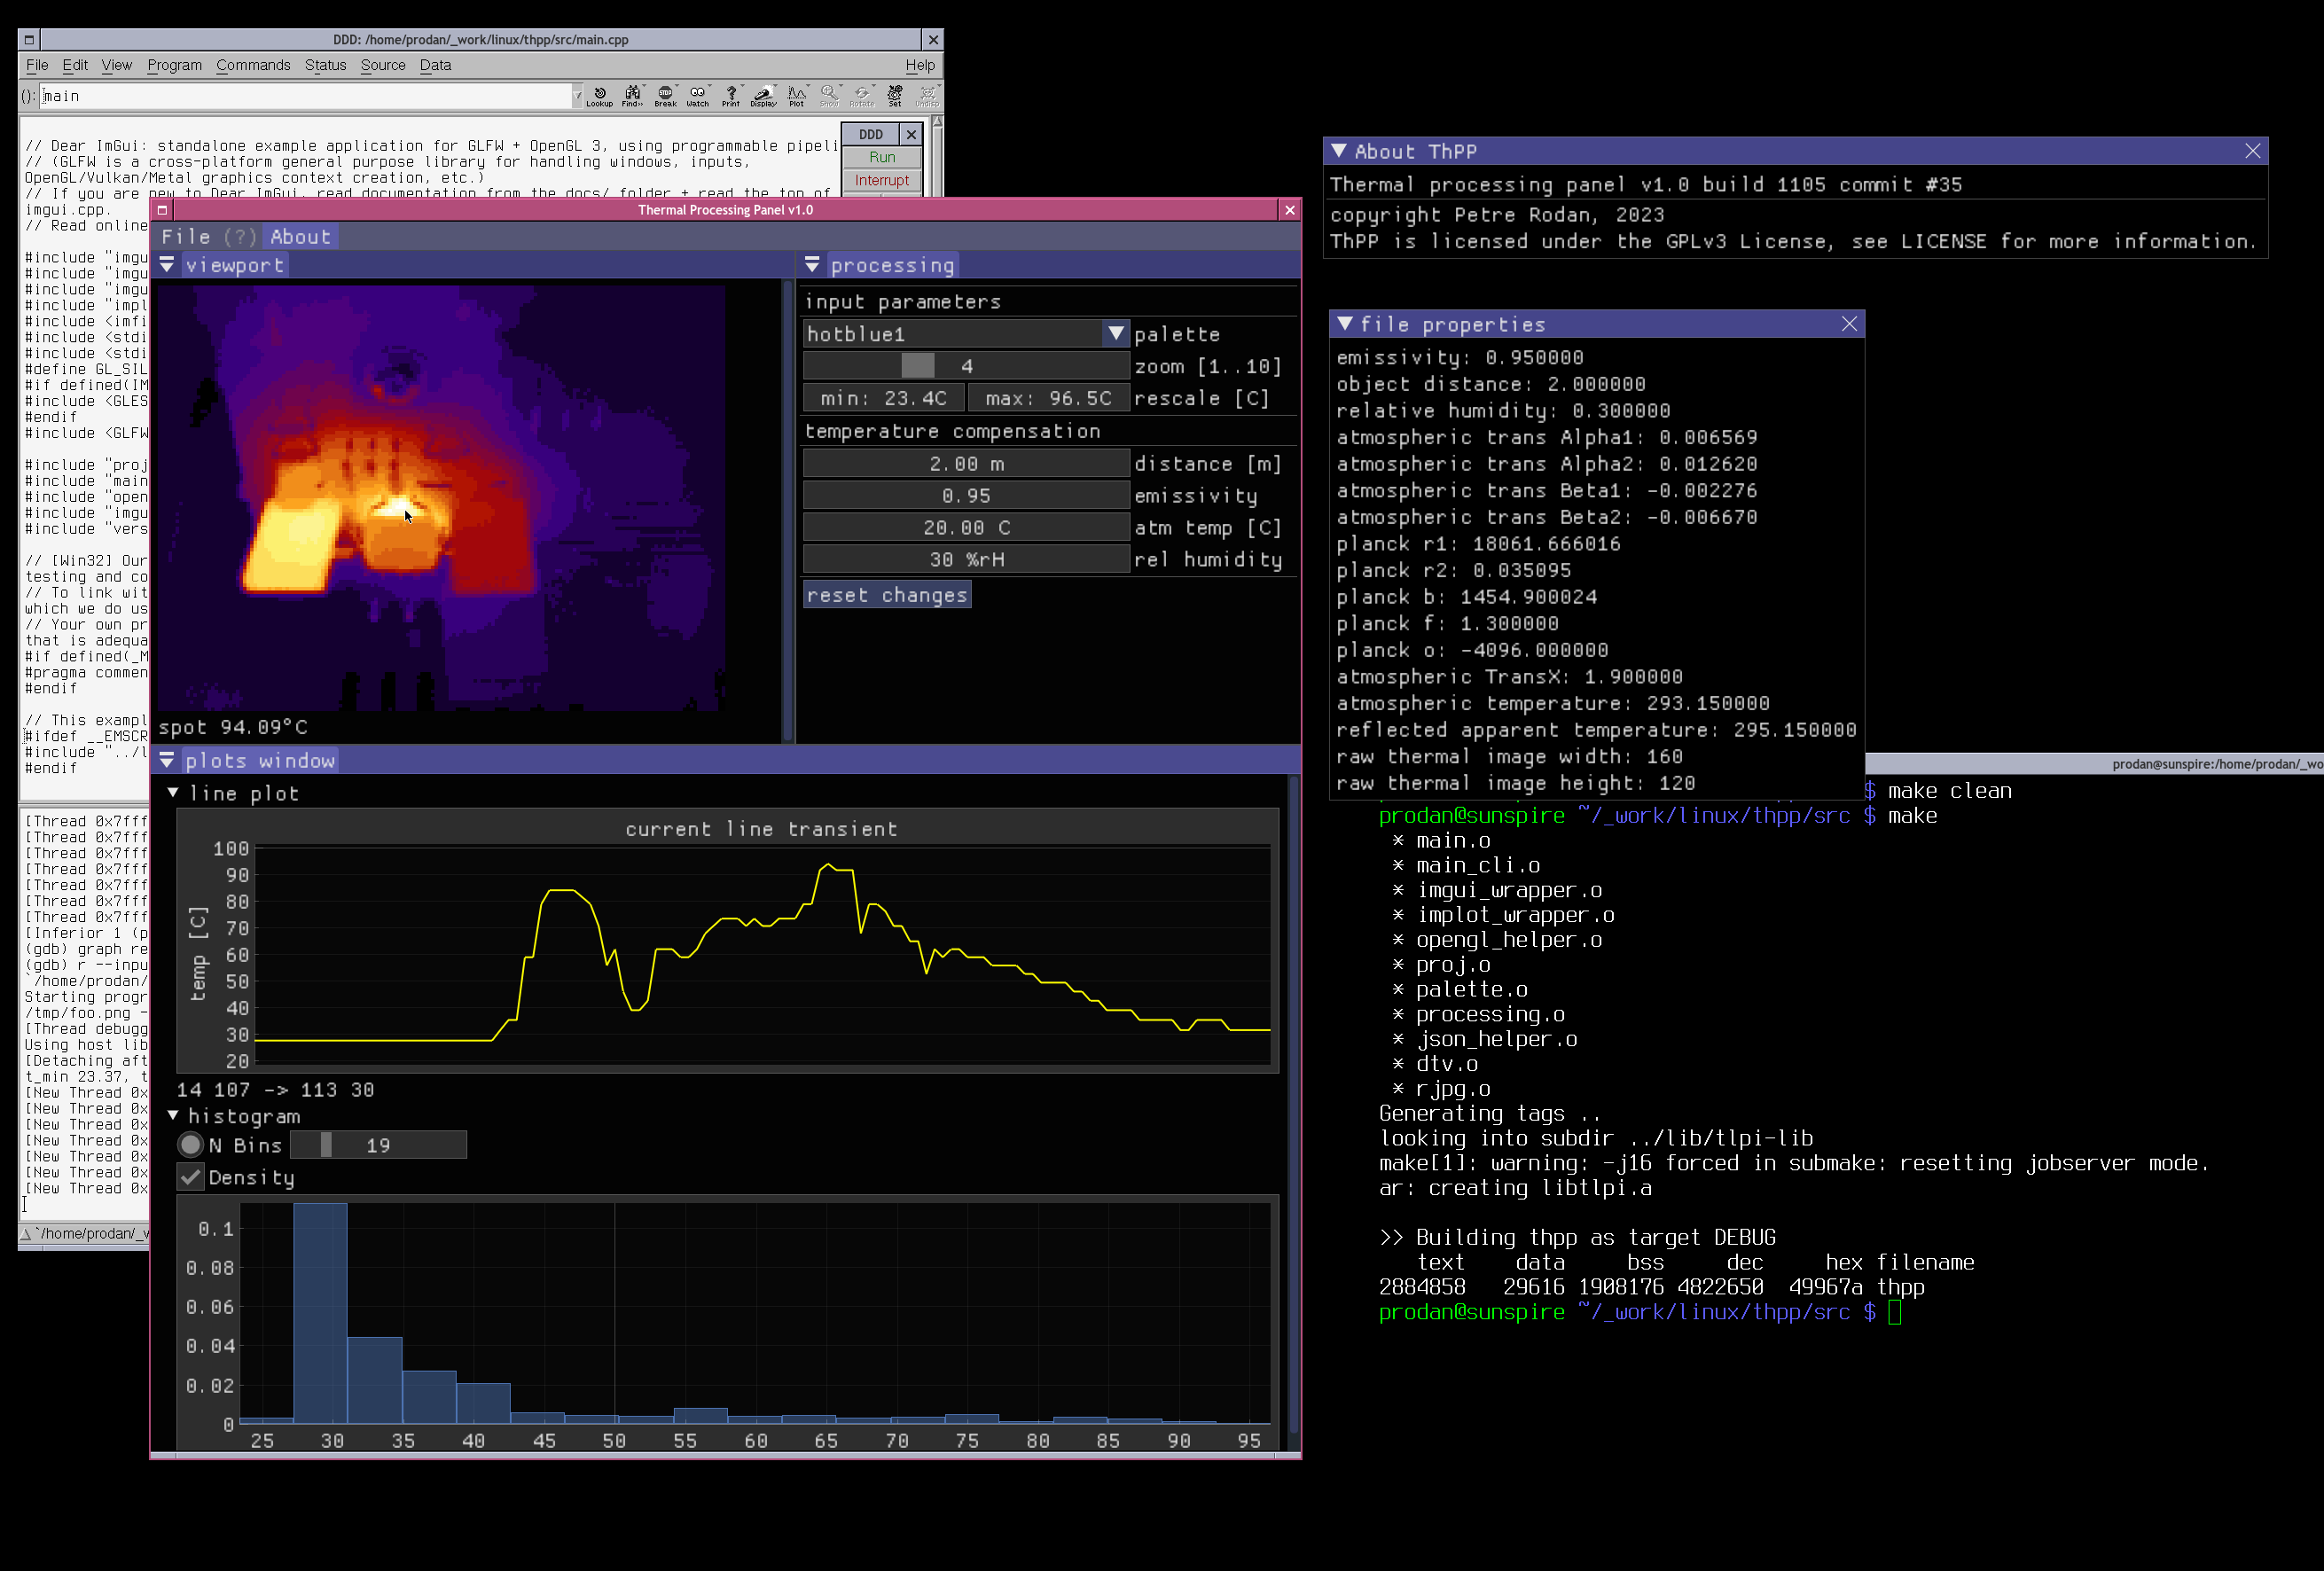 DDD: /home/prodan/_work/linux/thpp/src/main.cpp
File Edit View Program Commands Status Source Data Help
(): main
Lookup Find>> Break Watch Print Display Plot Show Rotate Set Undisp
// Dear ImGui: standalone example application for GLFW + OpenGL 3, using programmable pipeli
// (GLFW is a cross-platform general purpose library for handling windows, inputs,
OpenGL/Vulkan/Metal graphics context creation, etc.)
// If you are new to Dear ImGui, read documentation from the docs/ folder + read the top of
imgui.cpp.
// Read online
#include "imgu
#include "imgu
#include "imgu
#include "impl
#include <imfi
#include <stdi
#include <stdi
#define GL_SIL
#if defined(IM
#include <GLES
#endif
#include <GLFW
#include "proj
#include "main
#include "open
#include "imgu
#include "vers
// [Win32] Our
testing and co
// To link wit
which we do us
// Your own pr
that is adequa
#if defined(_M
#pragma commen
#endif
// This exampl
#ifdef __EMSCR
#include "../l
#endif
DDD
Run
Interrupt
[Thread 0x7fff
[Thread 0x7fff
[Thread 0x7fff
[Thread 0x7fff
[Thread 0x7fff
[Thread 0x7fff
[Thread 0x7fff
[Inferior 1 (p
(gdb) graph re
(gdb) r --inpu
`/home/prodan/
Starting progr
/tmp/foo.png -
[Thread debugg
Using host lib
[Detaching aft
t_min 23.37, t
[New Thread 0x
[New Thread 0x
[New Thread 0x
[New Thread 0x
[New Thread 0x
[New Thread 0x
[New Thread 0x
`/home/prodan/_w
Thermal Processing Panel v1.0
File (?) About
viewport
spot 94.09°C
processing
input parameters
hotblue1 palette
4 zoom [1..10]
min: 23.4C max: 96.5C rescale [C]
temperature compensation
2.00 m distance [m]
0.95 emissivity
20.00 C atm temp [C]
30 %rH rel humidity
reset changes
plots window
line plot
current line transient
temp [C]
100
90
80
70
60
50
40
30
20
14 107 -> 113 30
histogram
N Bins 19
Density
0.1
0.08
0.06
0.04
0.02
0
25 30 35 40 45 50 55 60 65 70 75 80 85 90 95
About ThPP
Thermal processing panel v1.0 build 1105 commit #35
copyright Petre Rodan, 2023
ThPP is licensed under the GPLv3 License, see LICENSE for more information.
file properties
emissivity: 0.950000
object distance: 2.000000
relative humidity: 0.300000
atmospheric trans Alpha1: 0.006569
atmospheric trans Alpha2: 0.012620
atmospheric trans Beta1: -0.002276
atmospheric trans Beta2: -0.006670
planck r1: 18061.666016
planck r2: 0.035095
planck b: 1454.900024
planck f: 1.300000
planck o: -4096.000000
atmospheric TransX: 1.900000
atmospheric temperature: 293.150000
reflected apparent temperature: 295.150000
raw thermal image width: 160
raw thermal image height: 120
prodan@sunspire:/home/prodan/_wo
$ make clean
prodan@sunspire ~/_work/linux/thpp/src $ make
* main.o
* main_cli.o
* imgui_wrapper.o
* implot_wrapper.o
* opengl_helper.o
* proj.o
* palette.o
* processing.o
* json_helper.o
* dtv.o
* rjpg.o
Generating tags ..
looking into subdir ../lib/tlpi-lib
make[1]: warning: -j16 forced in submake: resetting jobserver mode.
ar: creating libtlpi.a
>> Building thpp as target DEBUG
text data bss dec hex filename
2884858 29616 1908176 4822650 49967a thpp
prodan@sunspire ~/_work/linux/thpp/src $